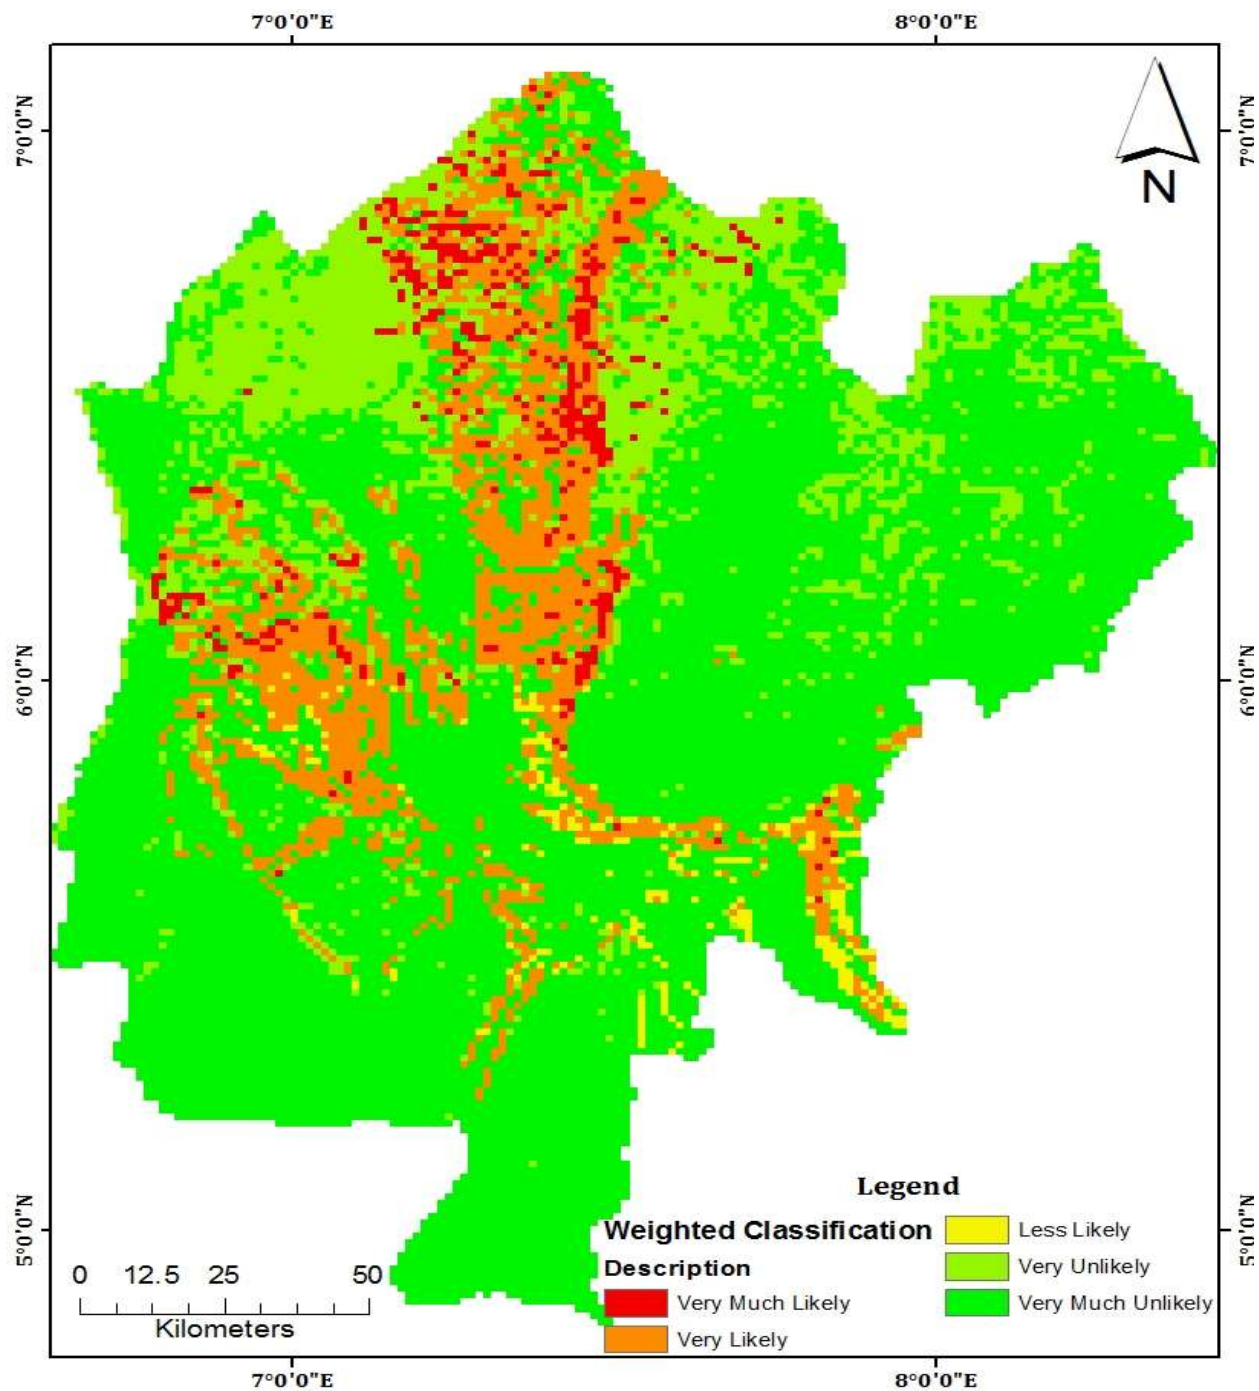 7°0'0"E 8°0'0"E
7°0'0"N 7°0'0"N
N
6°0'0"N 6°0'0"N
Legend
Weighted Classification
Description
Very Much Likely
Very Likely
Less Likely
Very Unlikely
Very Much Unlikely
5°0'0"N 5°0'0"N
0 12.5 25 50
Kilometers
7°0'0"E 8°0'0"E